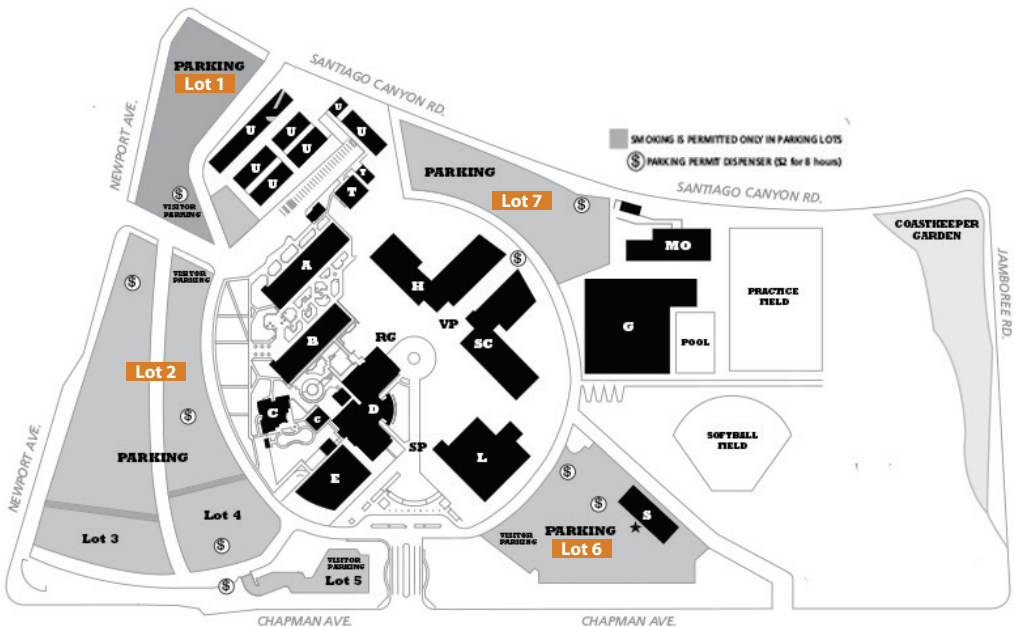 PARKING
Lot 1
SANTIAGO CANYON RD.
NEWPORT AVE.
U
U
U
U
U
U
U
SMOKING IS PERMITTED ONLY IN PARKING LOTS
$ PARKING PERMIT DISPENSER ($2 for 8 hours)
PARKING
Lot 7
$
SANTIAGO CANYON RD.
T
T
$
VISITOR
PARKING
COASTKEEPER
GARDEN
JAMBOREE RD.
MO
$
VISITOR
PARKING
$
A
H
PRACTICE
FIELD
VP
RG
G
POOL
SC
B
Lot 2
$
C
C
D
SP
SOFTBALL
FIELD
L
PARKING
E
$
$
S
NEWPORT AVE.
Lot 3
Lot 4
$
VISITOR
PARKING
PARKING
Lot 6
VISITOR
PARKING
Lot 5
$
CHAPMAN AVE.
CHAPMAN AVE.